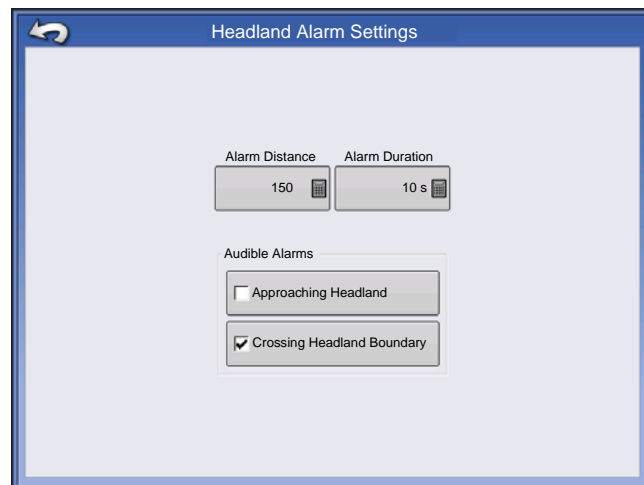 Headland Alarm Settings
Alarm Distance Alarm Duration
150 10 s
Audible Alarms
Approaching Headland
Crossing Headland Boundary